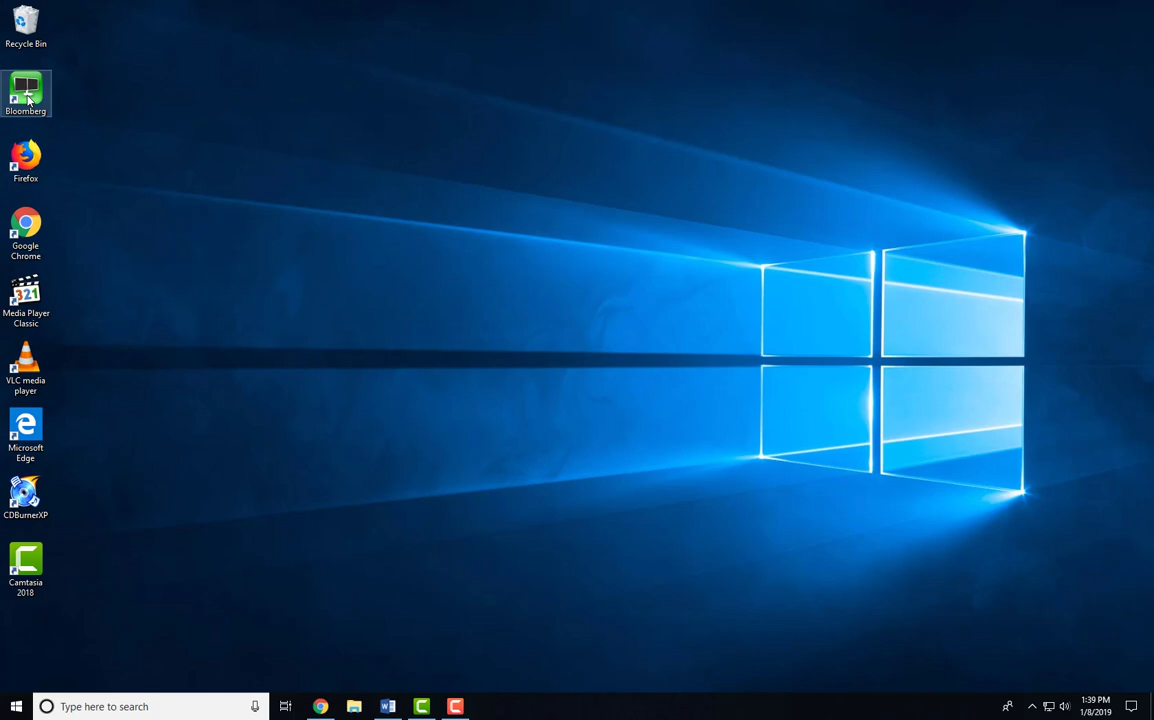 Recycle Bin
Bloomberg
Firefox
Google
Chrome
321
Media Player
Classic
VLC media
player
Microsoft
Edge
CDBurnerXP
Camtasia
2018
Type here to search
1:39 PM
1/8/2019